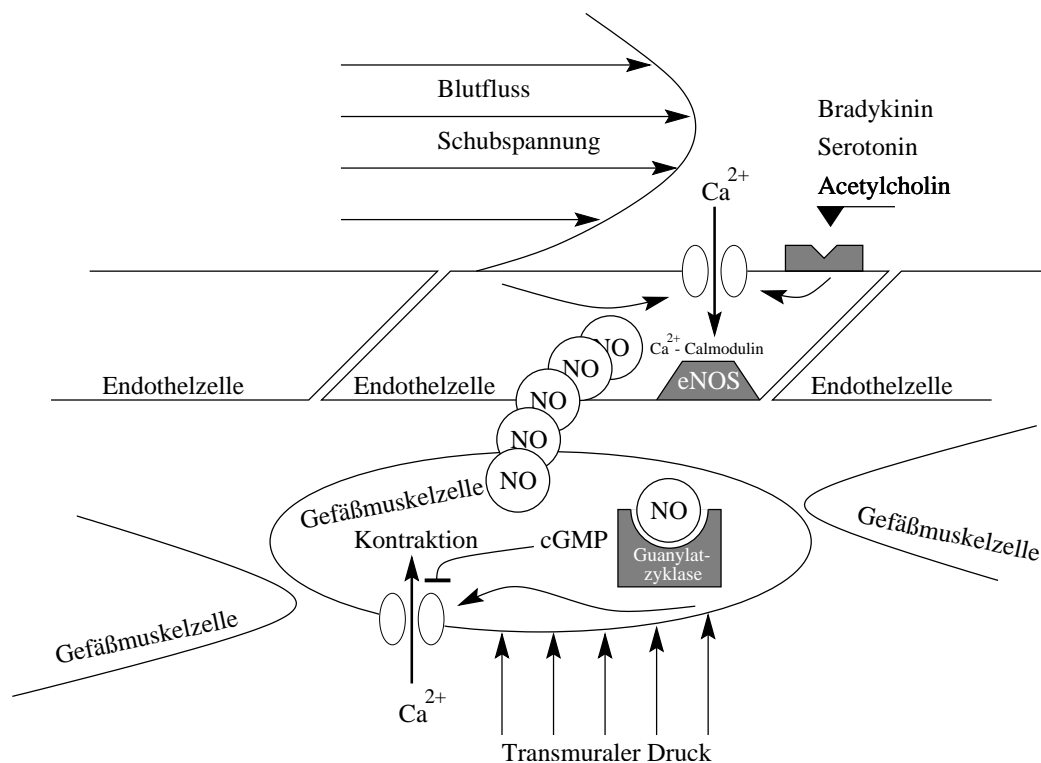 Blutfluss
Schubspannung
Bradykinin
Serotonin
Acetylcholin
Ca2+
Ca2+- Calmodulin
eNOS
Endothelzelle
Endothelzelle
Endothelzelle
NO
NO
NO
NO
NO
Gefäßmuskelzelle
NO
Guanylat-
zyklase
Kontraktion
cGMP
Gefäßmuskelzelle
Gefäßmuskelzelle
Ca2+
Transmuraler Druck